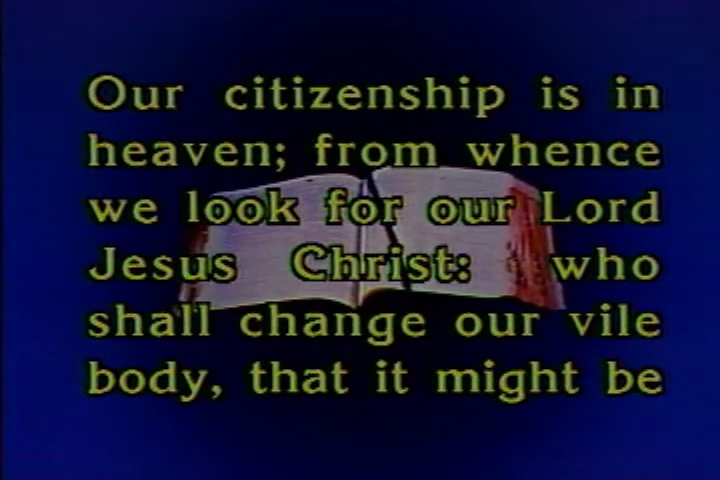 Our citizenship is in
heaven; from whence
we look for our Lord
Jesus Christ: who
shall change our vile
body, that it might be